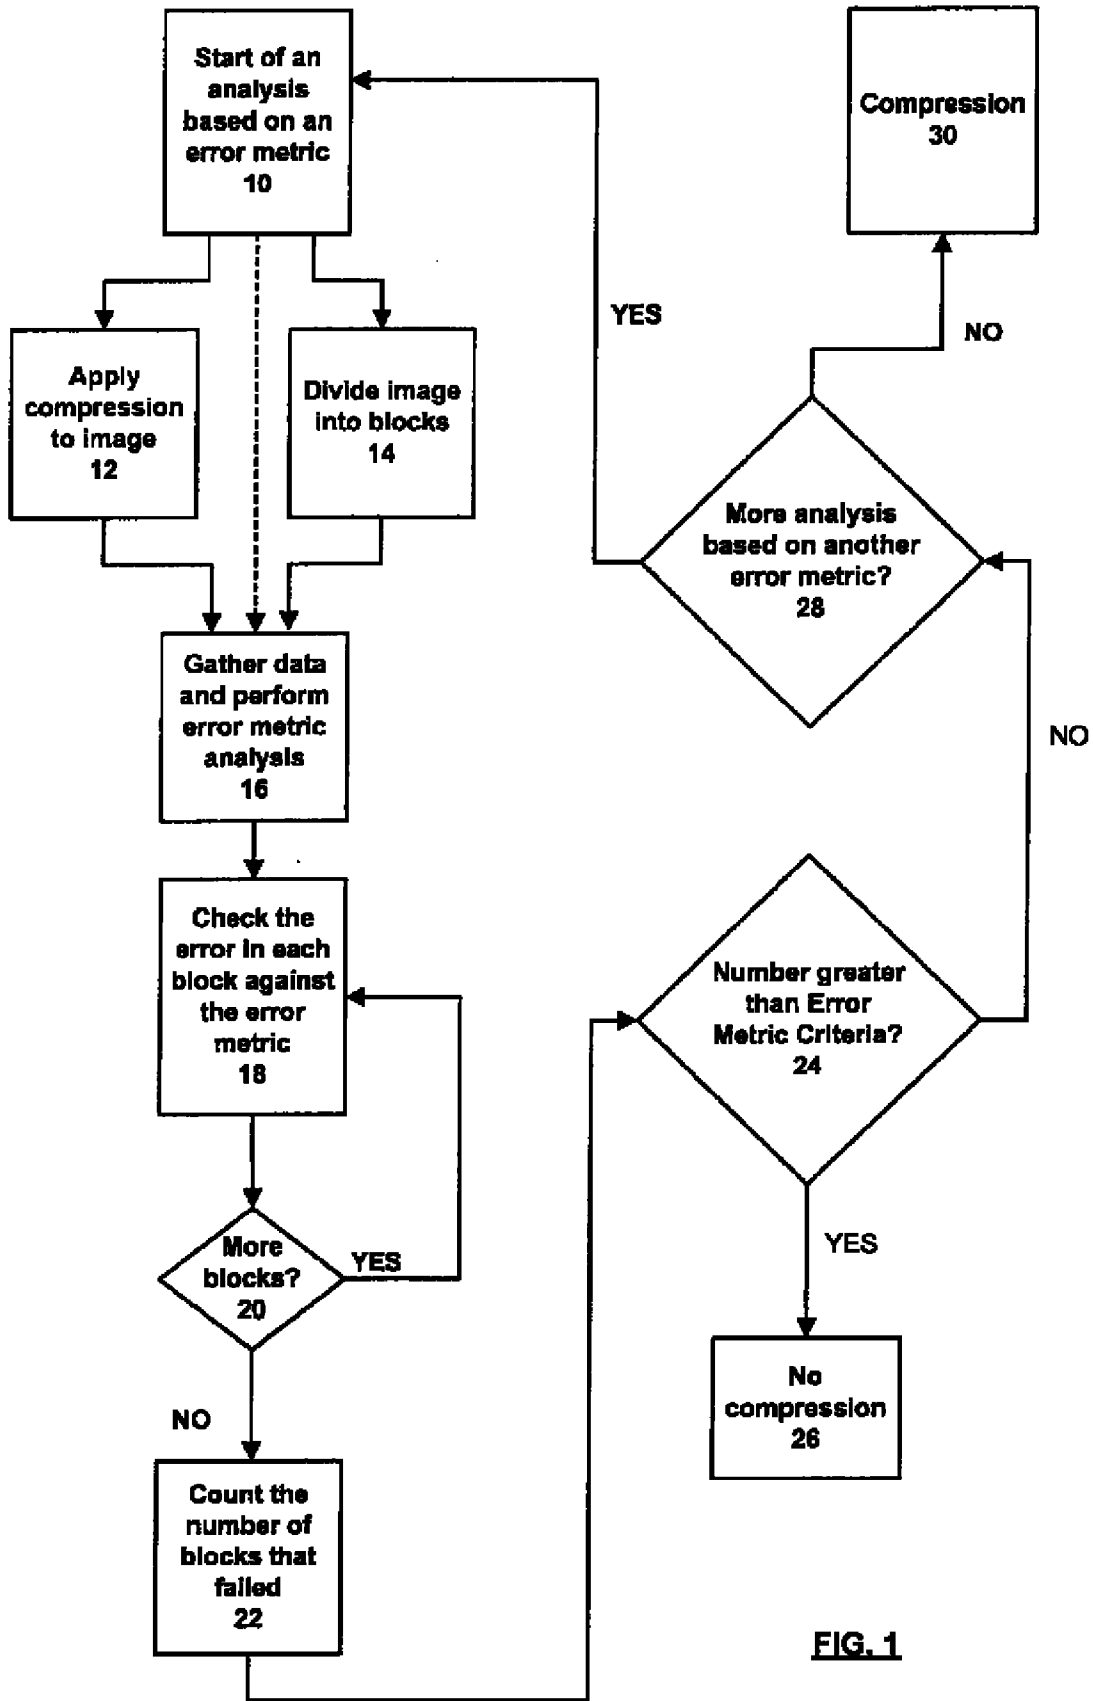 Start of an
analysis
based on an
error metric
10
Compression
30
YES
NO
Apply
compression
to image
12
Divide image
into blocks
14
More analysis
based on another
error metric?
28
Gather data
and perform
error metric
analysis
16
NO
Check the
error in each
block against
the error
metric
18
Number greater
than Error
Metric Criteria?
24
More
blocks?
20
YES
YES
NO
No
compression
26
Count the
number of
blocks that
failed
22
FIG. 1